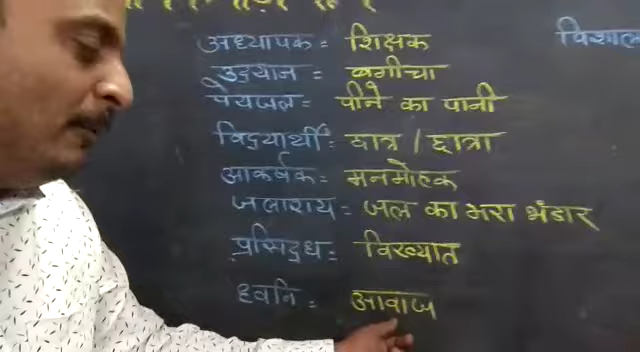 अध्यापक = शिक्षक
उद्यान = बगीचा
पेयजल = पीने का पानी
विद्यार्थी = छात्र / छात्रा
आकर्षक = मनमोहक
जलाशय = जल का भरा भंडार
प्रसिद्ध = विख्यात
ध्वनि = आवाज
विशाल